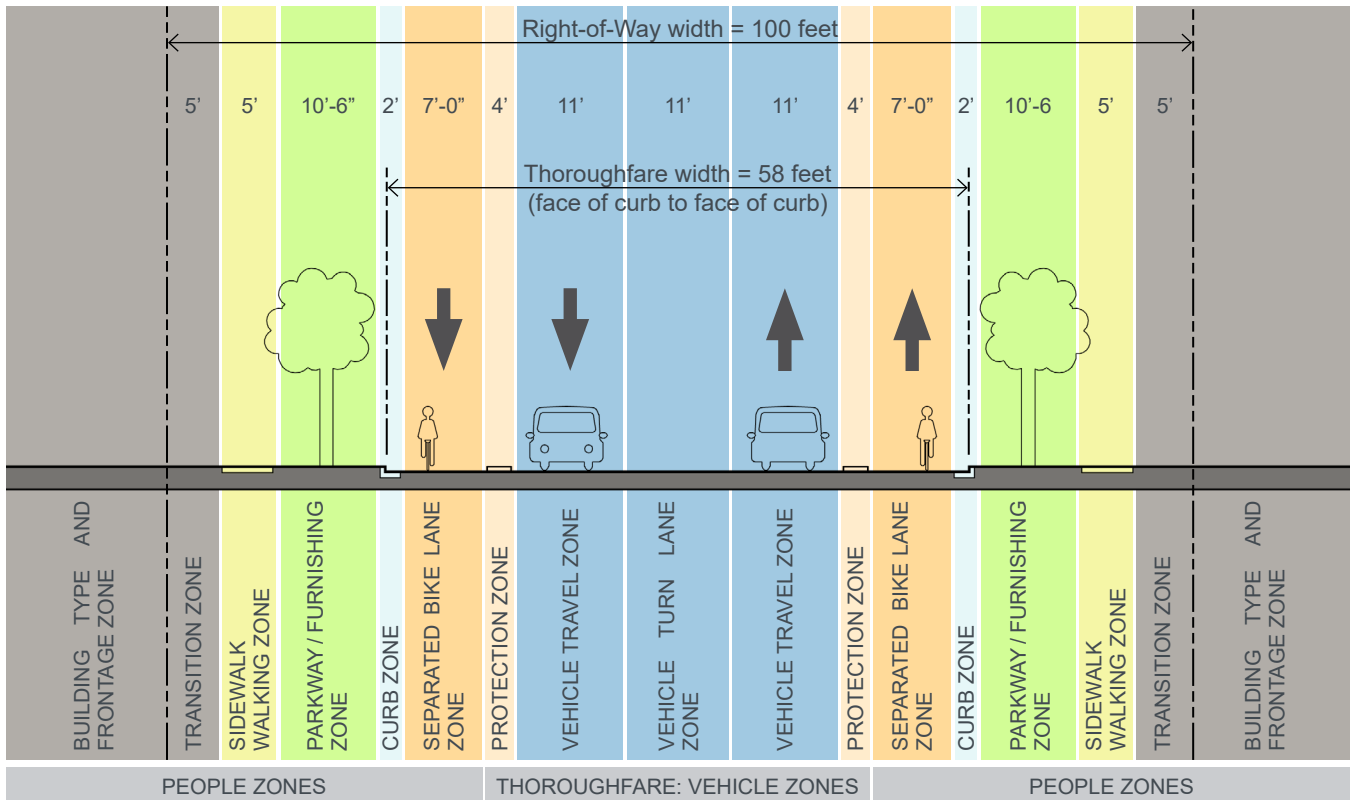 Right-of-Way width = 100 feet
5’ 5’ 10’-6” 2’ 7’-0” 4’ 11’ 11’ 11’ 4’ 7’-0” 2’ 10’-6 5’ 5’
Thoroughfare width = 58 feet
(face of curb to face of curb)
BUILDING TYPE AND
FRONTAGE ZONE
TRANSITION ZONE
SIDEWALK
WALKING ZONE
PARKWAY / FURNISHING
ZONE
CURB ZONE
SEPARATED BIKE LANE
ZONE
PROTECTION ZONE
VEHICLE TRAVEL ZONE
VEHICLE TURN LANE
ZONE
VEHICLE TRAVEL ZONE
PROTECTION ZONE
SEPARATED BIKE LANE
ZONE
CURB ZONE
PARKWAY / FURNISHING
ZONE
SIDEWALK
WALKING ZONE
TRANSITION ZONE
BUILDING TYPE AND
FRONTAGE ZONE
PEOPLE ZONES
THOROUGHFARE: VEHICLE ZONES
PEOPLE ZONES